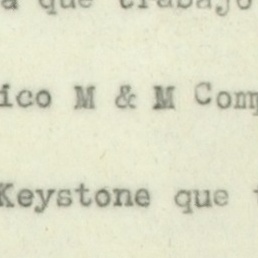 a que trabajo
ico M & M Comp
Keystone que